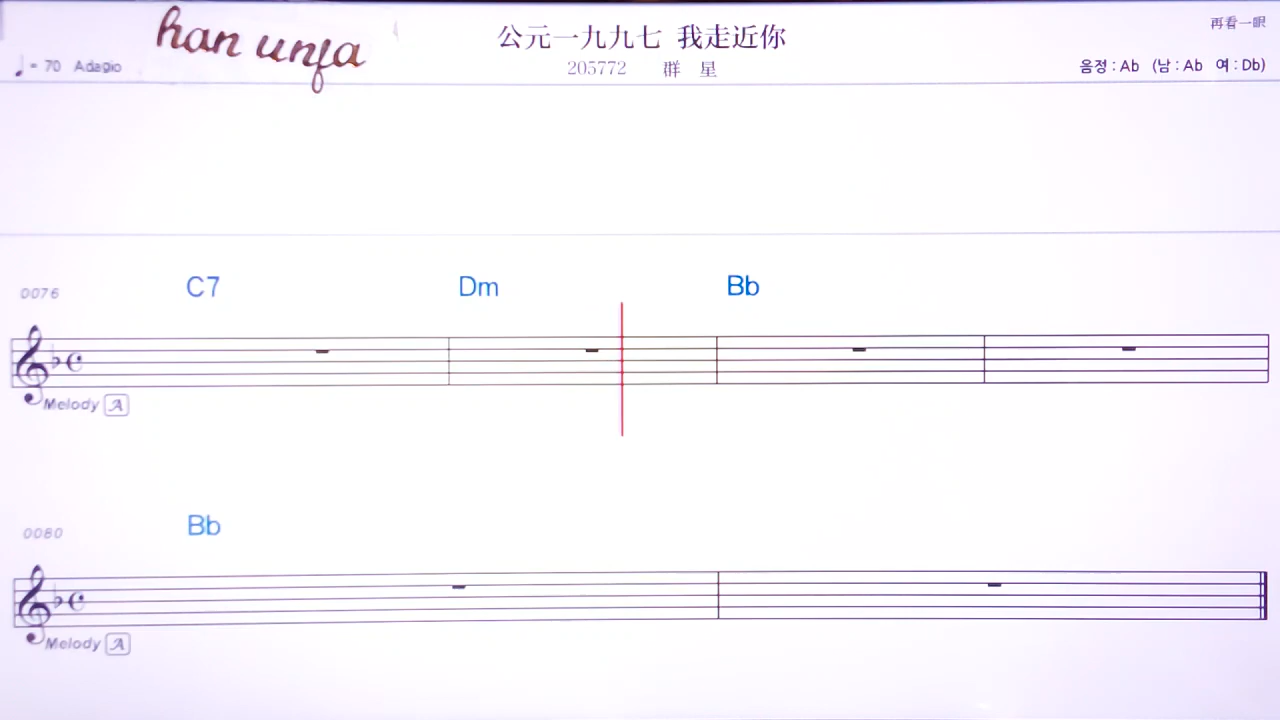 han unfa
公元一九九七 我走近你
再看一眼
♩= 70 Adagio
205772 群 星
음정 : Ab (남 : Ab 여 : Db)
0076
C7 Dm Bb
Melody A
0080
Bb
Melody A